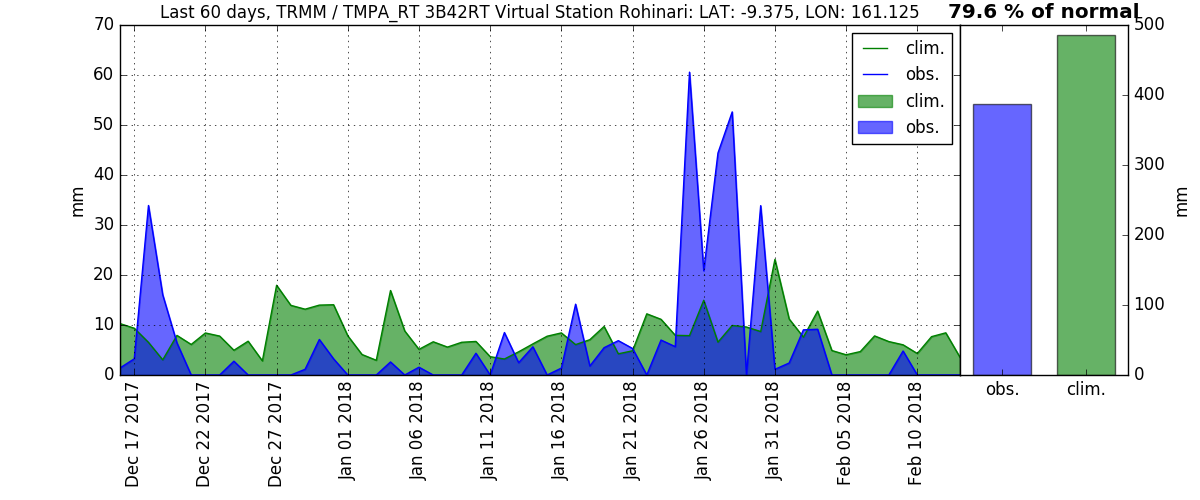 Last 60 days, TRMM / TMPA_RT 3B42RT Virtual Station Rohinari: LAT: -9.375, LON: 161.125
79.6 % of normal
70
60
50
40
30
20
10
0
mm
clim.
obs.
clim.
obs.
Dec 17 2017
Dec 22 2017
Dec 27 2017
Jan 01 2018
Jan 06 2018
Jan 11 2018
Jan 16 2018
Jan 21 2018
Jan 26 2018
Jan 31 2018
Feb 05 2018
Feb 10 2018
500
400
300
200
100
0
mm
obs.
clim.